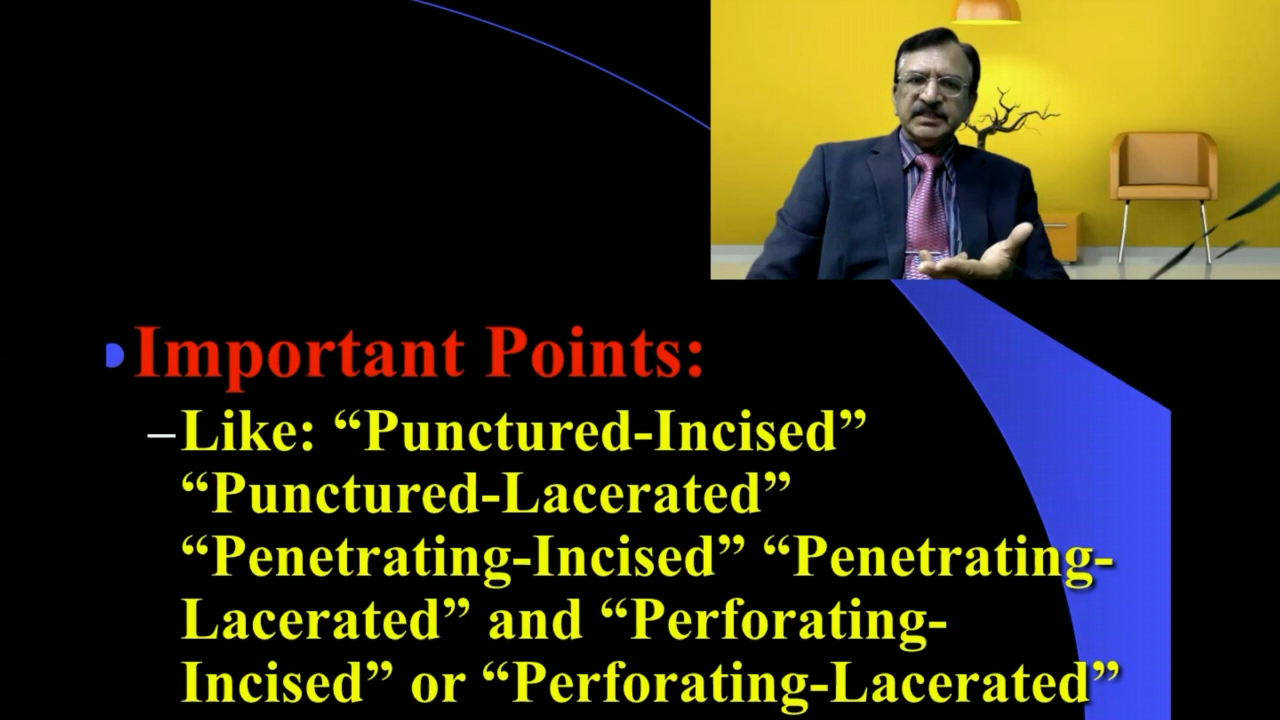 Important Points:
–Like: “Punctured-Incised”
“Punctured-Lacerated”
“Penetrating-Incised” “Penetrating-
Lacerated” and “Perforating-
Incised” or “Perforating-Lacerated”